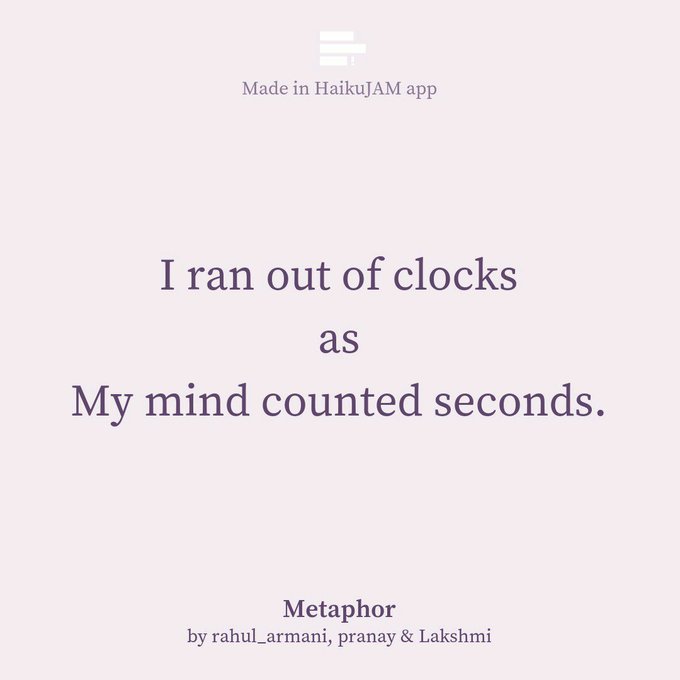 Made in HaikuJAM app
I ran out of clocks
as
My mind counted seconds.
Metaphor
by rahul_armani, pranay & Lakshmi